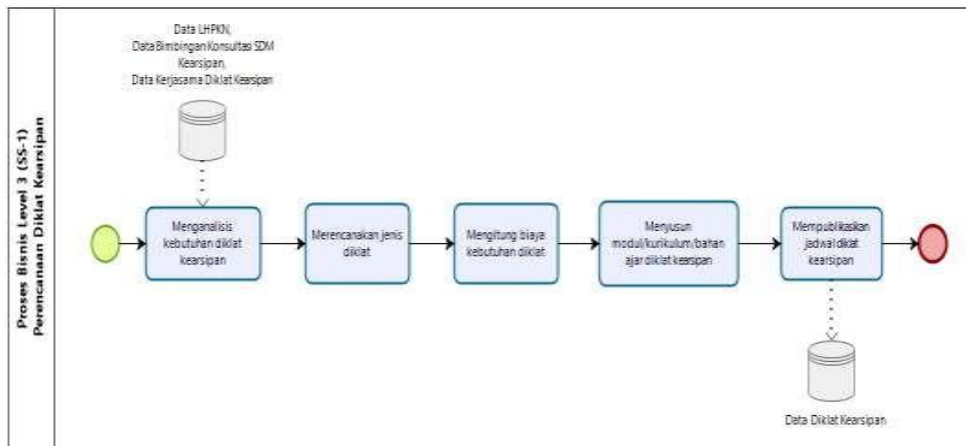 Proses Bisnis Level 3 (SS-1)
Perencanaan Diklat Kearsipan
Data LHPKN,
Data Bimbingan Konsultasi SDM
Kearsipan,
Data Kerjasama Diklat Kearsipan
Menganalisis
kebutuhan diklat
kearsipan
Merencanakan jenis
diklat
Mengitung biaya
kebutuhan diklat
Menyusun
modul/kurikulum/bahan
ajar diklat kearsipan
Mempublikasikan
jadwal diklat
kearsipan
Data Diklat Kearsipan